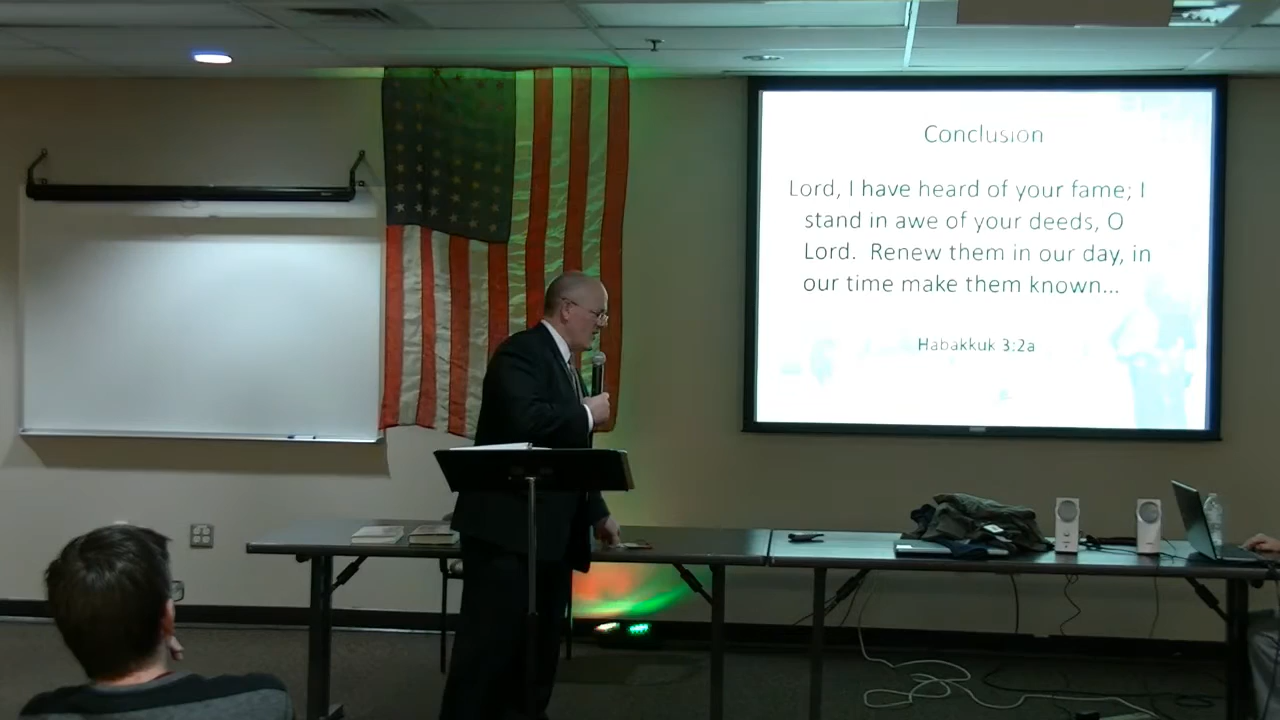 Conclusion
Lord, I have heard of your fame; I
stand in awe of your deeds, O
Lord.  Renew them in our day, in
our time make them known...
Habakkuk 3:2a